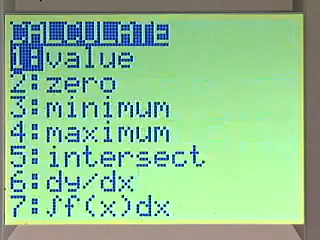 CALCULATE
1:value
2:zero
3:minimum
4:maximum
5:intersect
6:dy/dx
7:∫f(x)dx